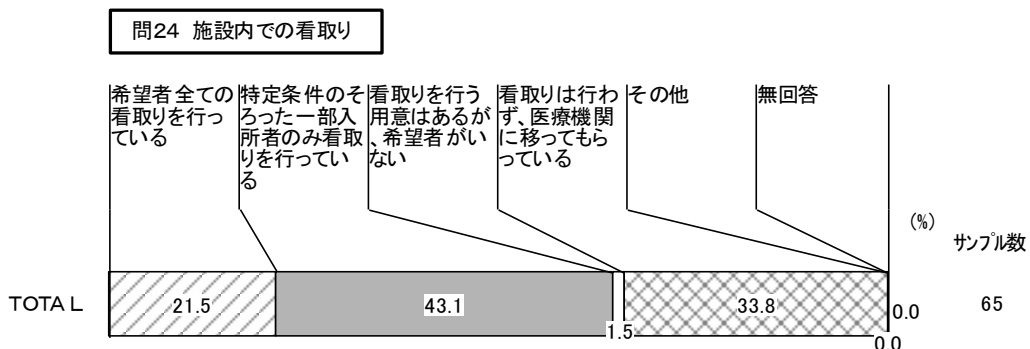 問24 施設内での看取り
希望者全ての
看取りを行っ
ている
特定条件のそ
ろった一部入
所者のみ看取
りを行ってい
る
看取りを行う
用意はあるが
、希望者がい
ない
看取りは行わ
ず、医療機関
に移ってもら
っている
その他
無回答
(%)
サンプル数
TOTAL
21.5
43.1
1.5
33.8
0.0
0.0
65